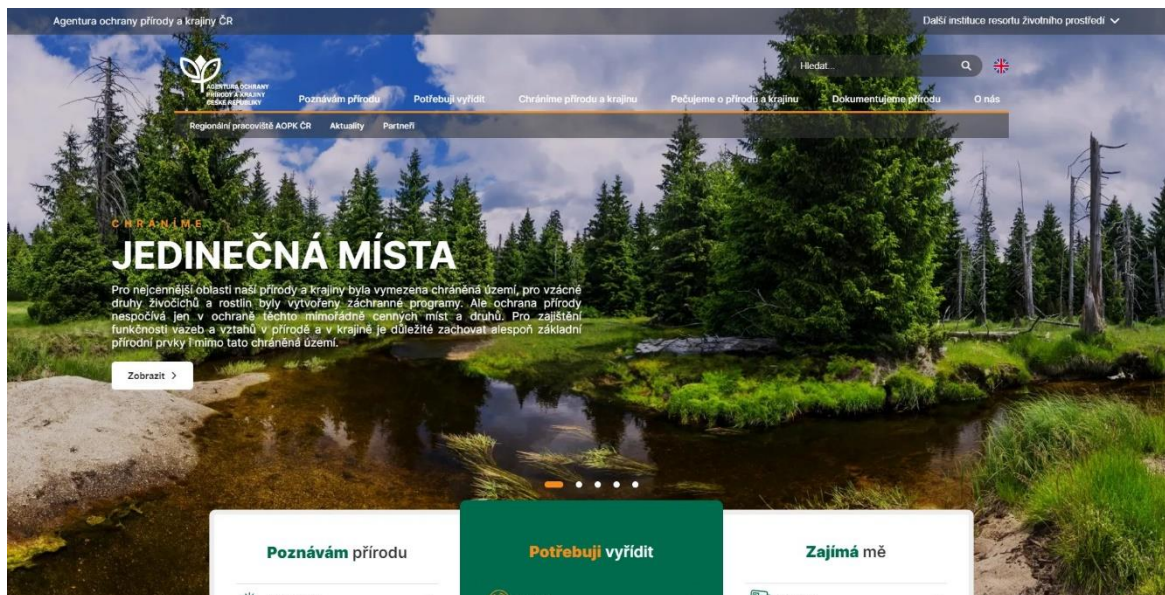 Agentura ochrany přírody a krajiny ČR
Další instituce resortu životního prostředí
Hledat...
AGENTURA OCHRANY
PŘÍRODY A KRAJINY
ČESKÉ REPUBLIKY
Poznávám přírodu Potřebuji vyřídit Chráníme přírodu a krajinu Pečujeme o přírodu a krajinu Dokumentujeme přírodu O nás
Regionální pracoviště AOPK ČR Aktuality Partneři
CHRÁNÍME
JEDINEČNÁ MÍSTA
Pro nejcennější oblasti naší přírody a krajiny byla vymezena chráněná území, pro vzácné
druhy živočichů a rostlin byly vytvořeny záchranné programy. Ale ochrana přírody
nespočívá jen v ochraně těchto mimořádně cenných míst a druhů. Pro zajištění
funkčnosti vazeb a vztahů v přírodě a v krajině je důležité zachovat alespoň základní
přírodní prvky i mimo tato chráněná území.
Zobrazit
Poznávám přírodu
Potřebuji vyřídit
Zajímá mě